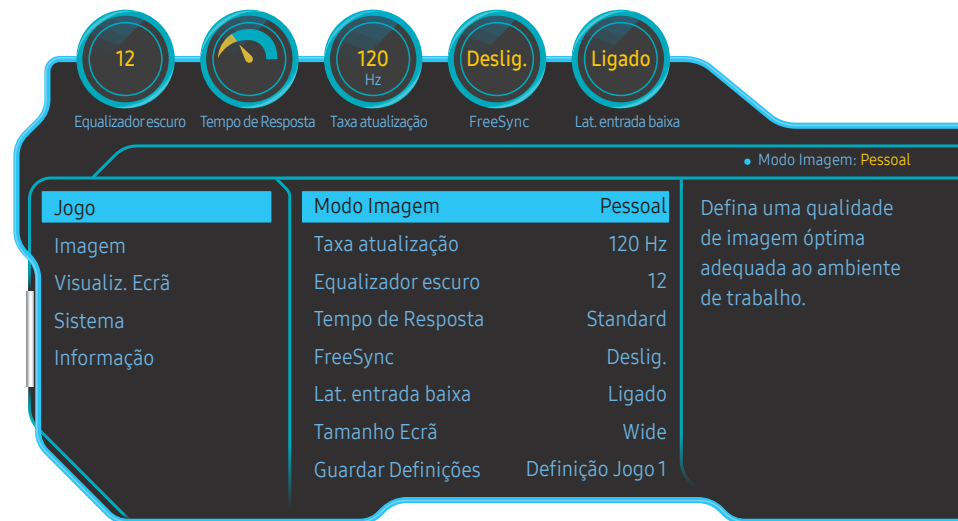 12
120
Hz
Deslig.
Ligado
Equalizador escuro
Tempo de Resposta
Taxa atualização
FreeSync
Lat. entrada baixa
• Modo Imagem: Pessoal
Jogo
Imagem
Visualiz. Ecrã
Sistema
Informação
Modo Imagem Pessoal
Taxa atualização 120 Hz
Equalizador escuro 12
Tempo de Resposta Standard
FreeSync Deslig.
Lat. entrada baixa Ligado
Tamanho Ecrã Wide
Guardar Definições Definição Jogo 1
Defina uma qualidade
de imagem óptima
adequada ao ambiente
de trabalho.